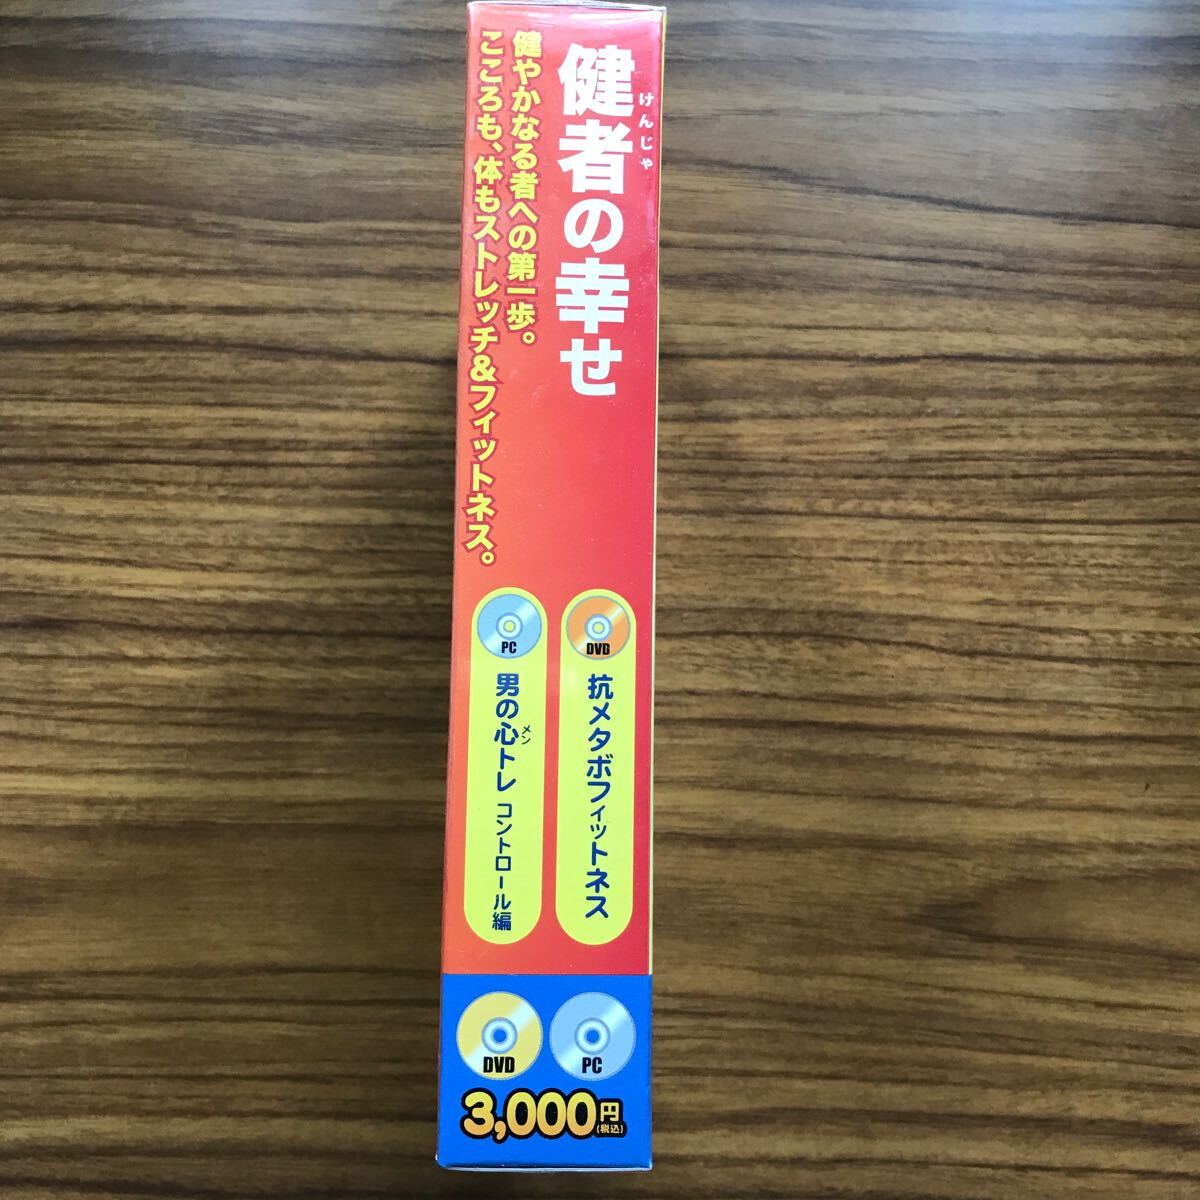 健者の幸せ
けんじゃ
健やかなる者への第一歩。
こころも、体もストレッチ&フィットネス。
DVD
抗メタボフィットネス
PC
男の心トレ コントロール編
メン
DVD
PC
3,000円
(税込)